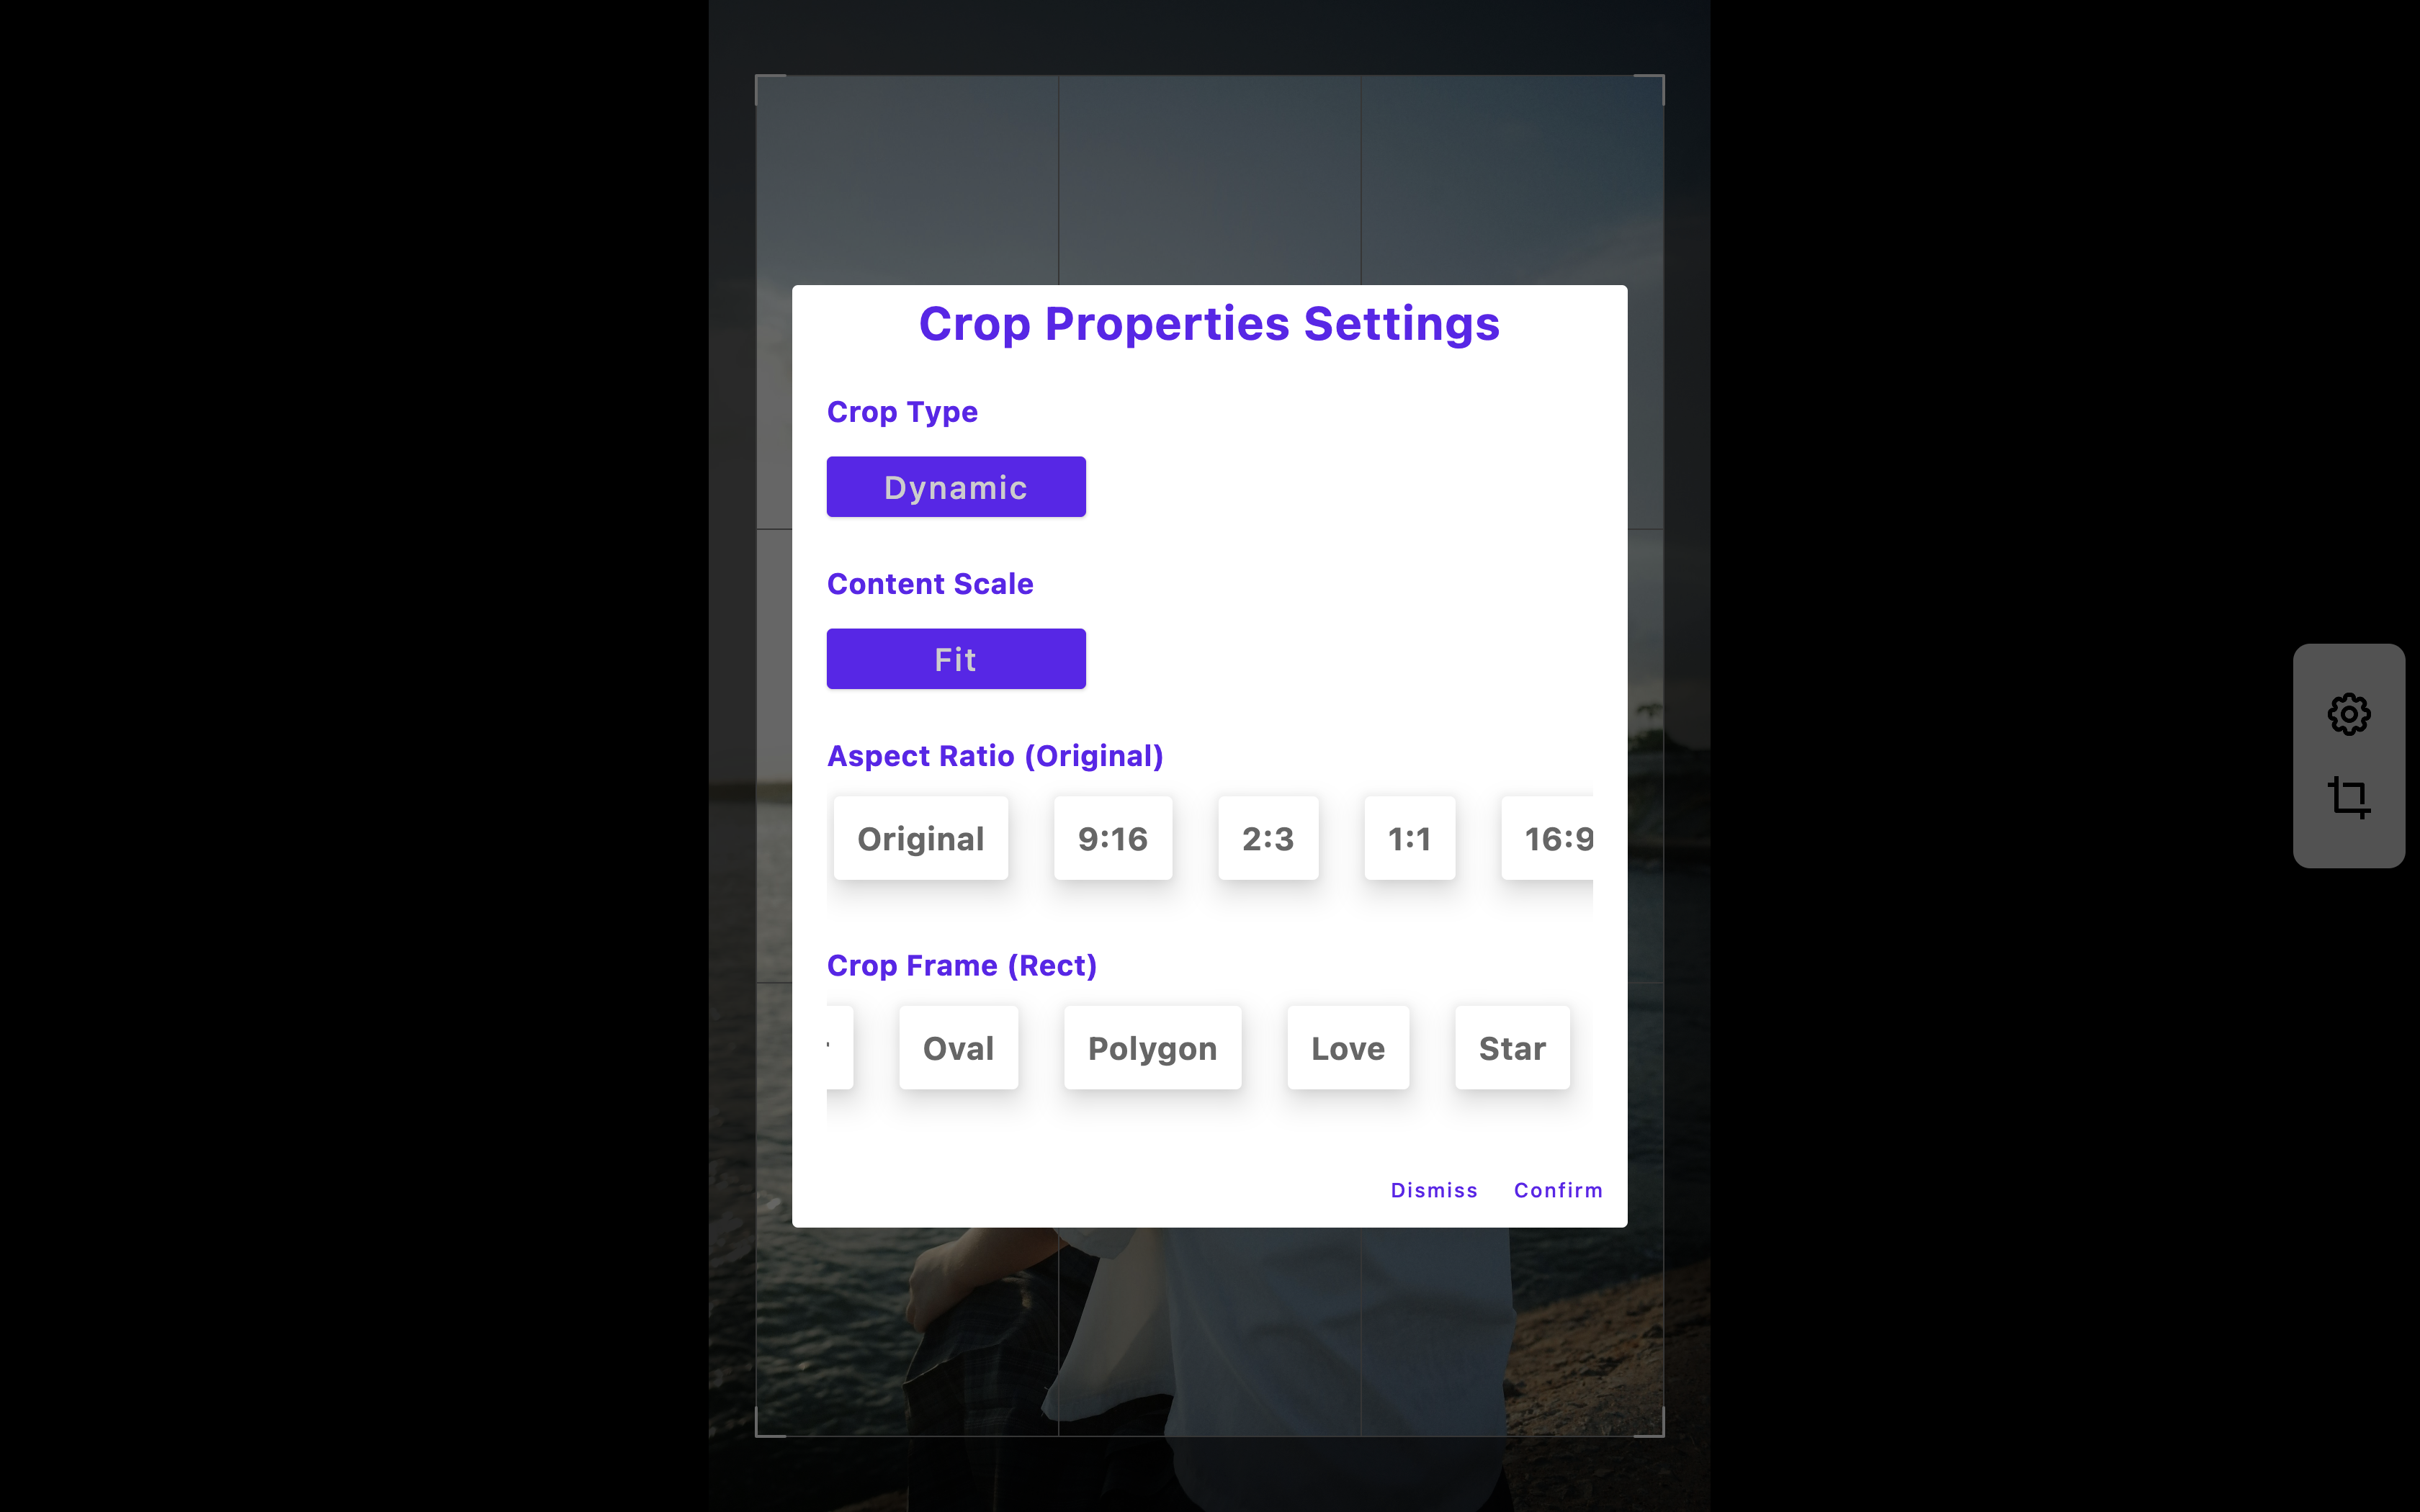 Crop Properties Settings
Crop Type
Dynamic
Content Scale
Fit
Aspect Ratio (Original)
Original 9:16 2:3 1:1 16:9
Crop Frame (Rect)
Oval Polygon Love Star
Dismiss Confirm